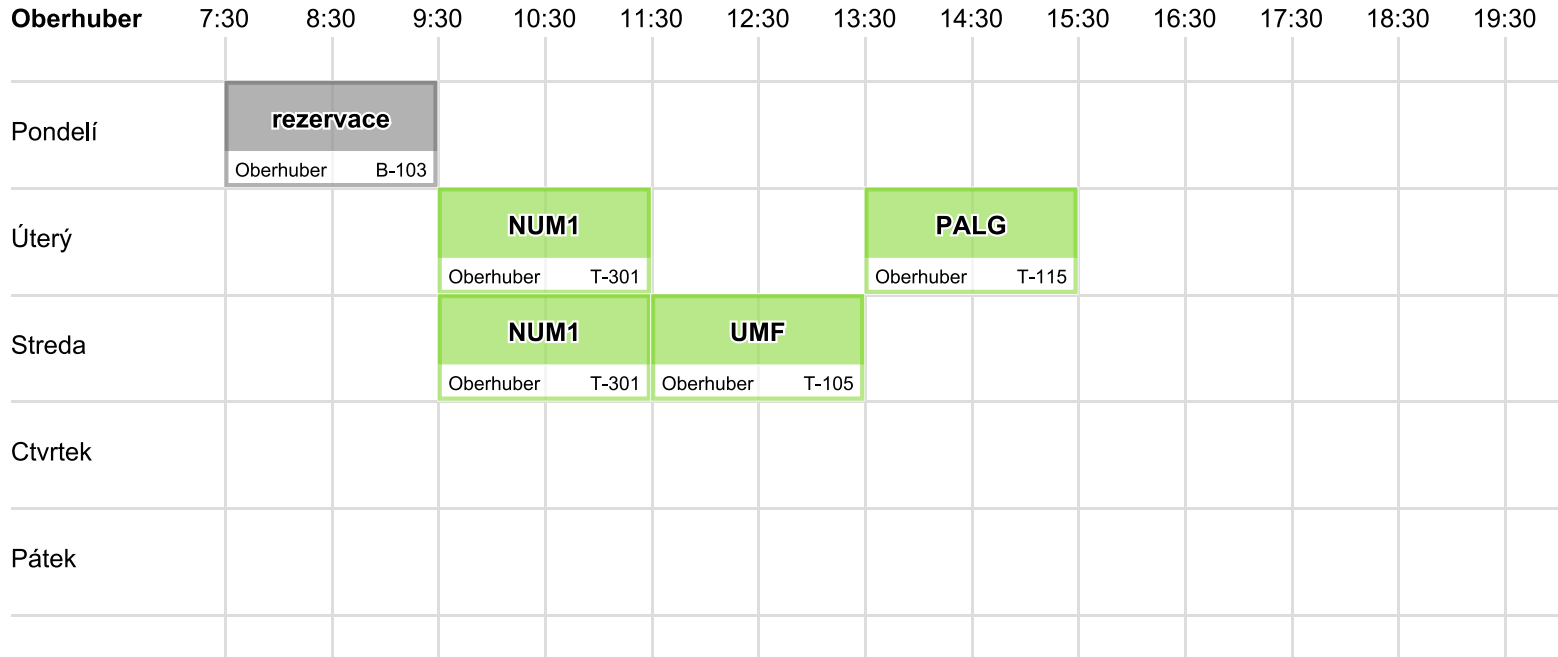 Oberhuber 7:30 8:30 9:30 10:30 11:30 12:30 13:30 14:30 15:30 16:30 17:30 18:30 19:30
Pondelí
rezervace
Oberhuber B-103
Úterý
NUM1
Oberhuber T-301
PALG
Oberhuber T-115
Streda
NUM1
Oberhuber T-301
UMF
Oberhuber T-105
Ctvrtek
Pátek